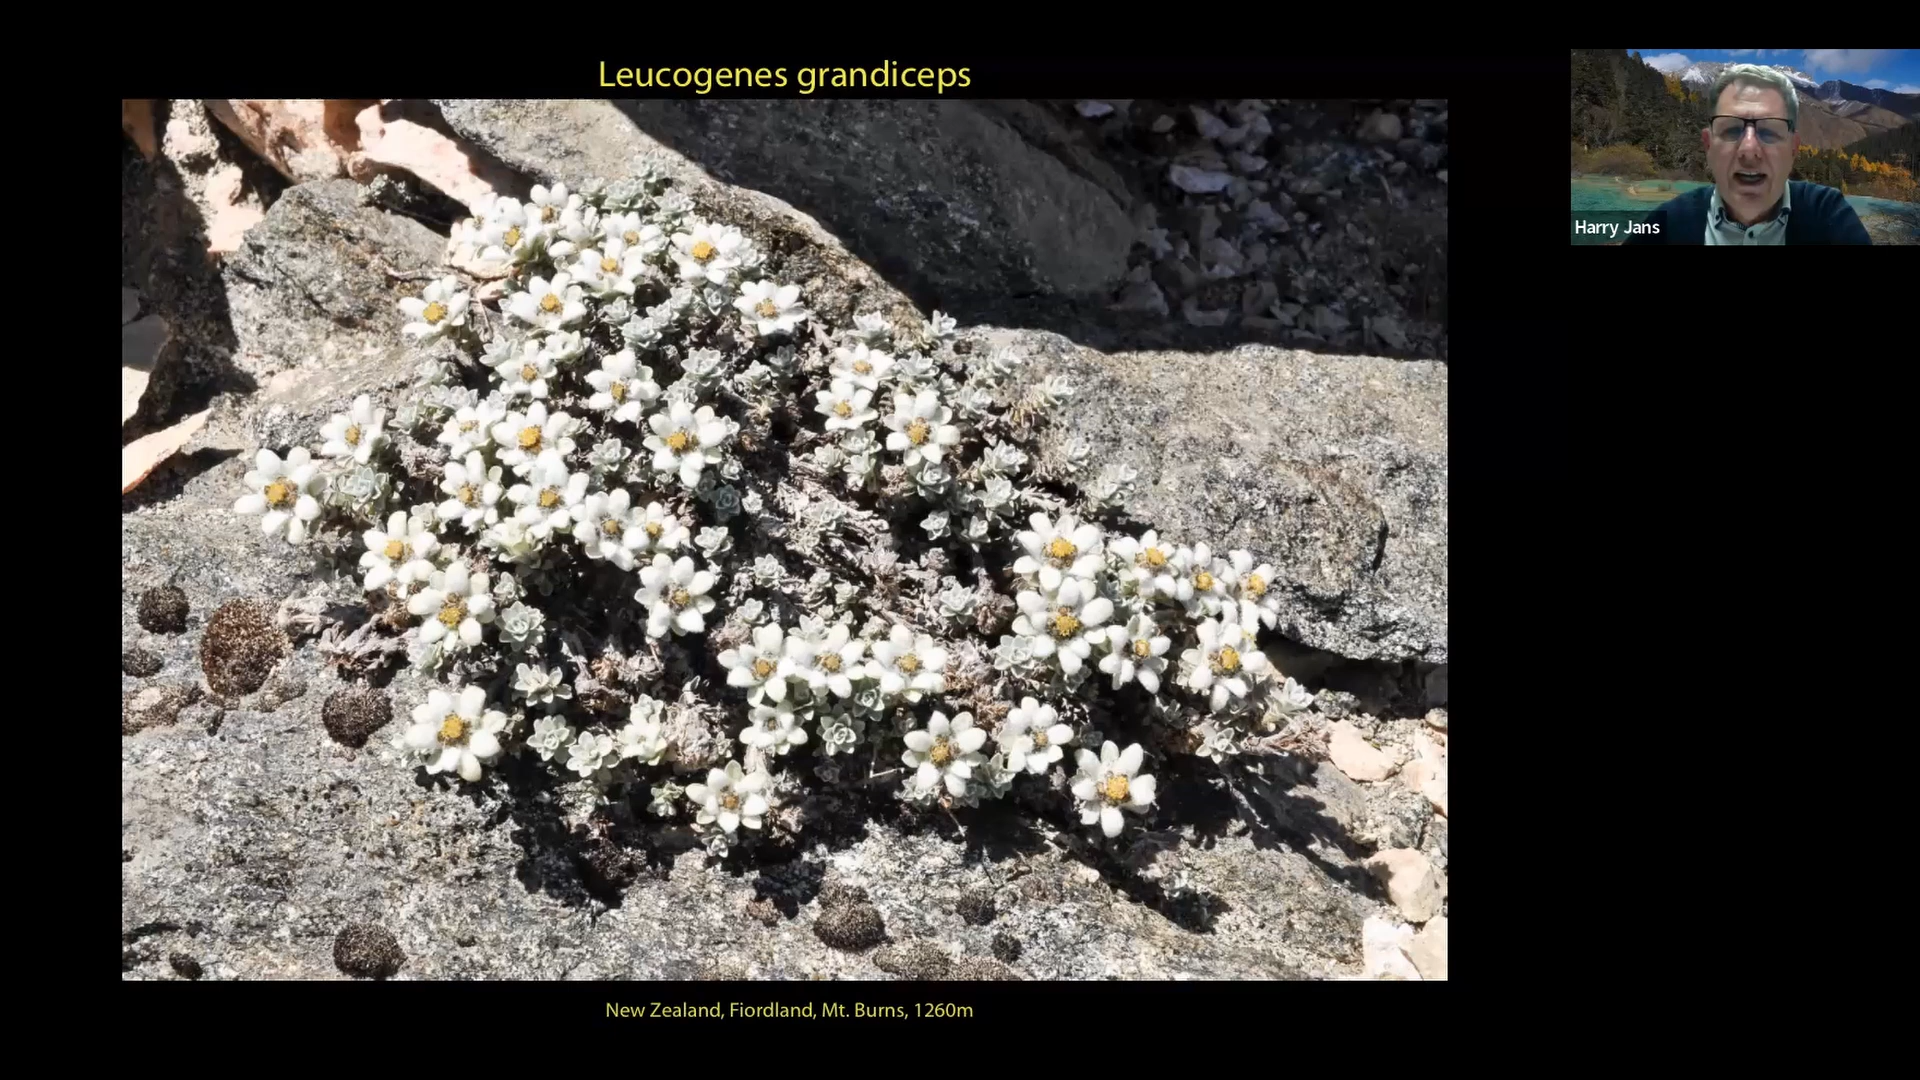 Leucogenes grandiceps
Harry Jans
New Zealand, Fiordland, Mt. Burns, 1260m